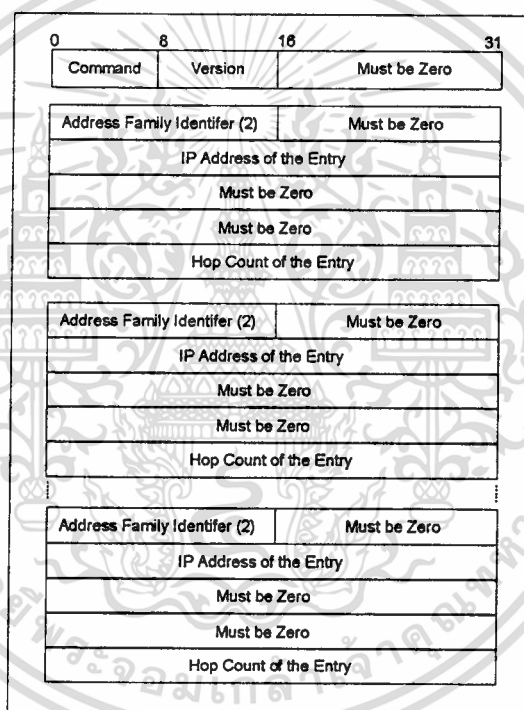 0 8 16 31
Command Version Must be Zero
Address Family Identifer (2) Must be Zero
IP Address of the Entry
Must be Zero
Must be Zero
Hop Count of the Entry
Address Family Identifer (2) Must be Zero
IP Address of the Entry
Must be Zero
Must be Zero
Hop Count of the Entry
Address Family Identifer (2) Must be Zero
IP Address of the Entry
Must be Zero
Must be Zero
Hop Count of the Entry